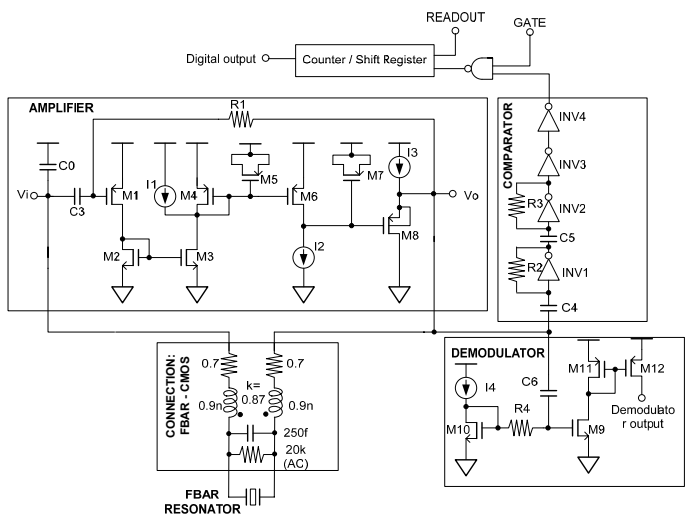 READOUT
GATE
Digital output
Counter / Shift Register
AMPLIFIER
R1
C0
I3
M1
I1
M4
M5
M6
M7
Vi
C3
Vo
M8
I2
M2
M3
COMPARATOR
INV4
INV3
R3
INV2
C5
R2
INV1
C4
CONNECTION:
FBAR - CMOS
0.7
0.7
k=
0.87
0.9n
0.9n
250f
20k
(AC)
FBAR
RESONATOR
DEMODULATOR
M11
M12
I4
C6
R4
M10
M9
Demodulato
r output